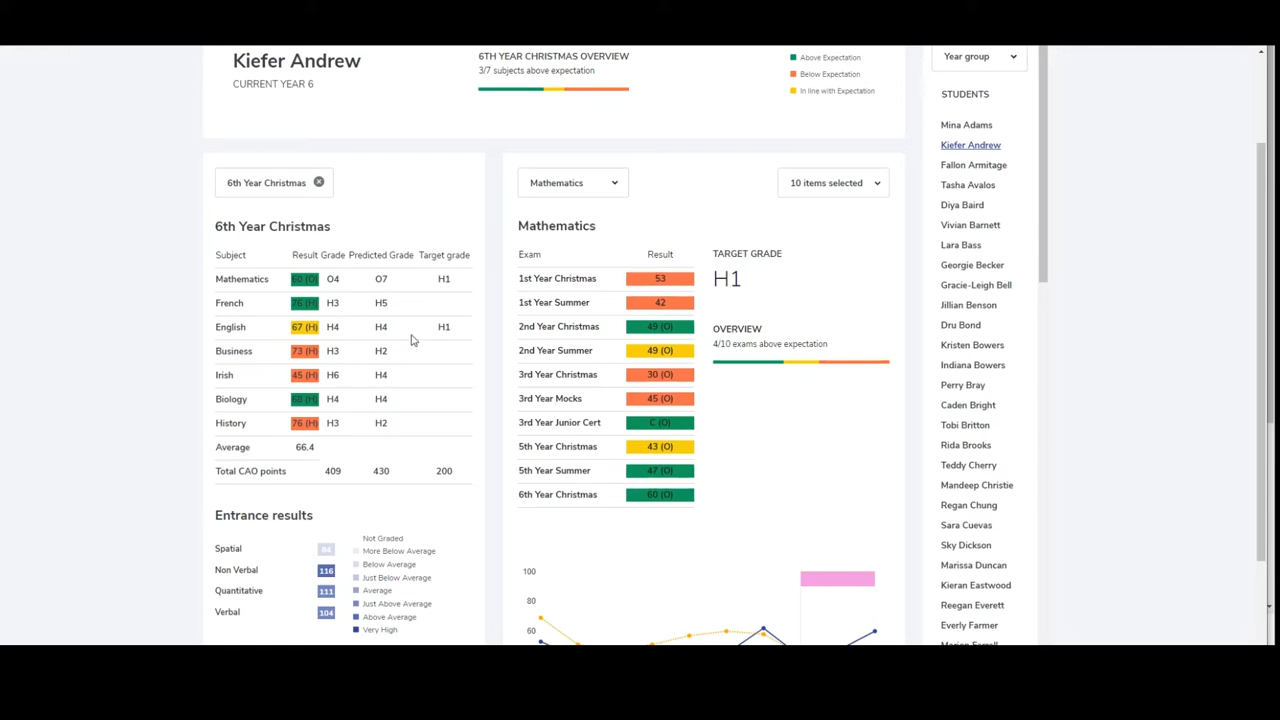 Kiefer Andrew
CURRENT YEAR 6
6TH YEAR CHRISTMAS OVERVIEW
3/7 subjects above expectation
Above Expectation
Below Expectation
In line with Expectation
6th Year Christmas
6th Year Christmas
Subject Result Grade Predicted Grade Target grade
Mathematics 60 (O) O4 O7 H1
French 76 (H) H3 H5
English 67 (H) H4 H4 H1
Business 73 (H) H3 H2
Irish 45 (H) H6 H4
Biology 68 (H) H4 H4
History 76 (H) H3 H2
Average 66.4
Total CAO points 409 430 200
Entrance results
Spatial 84
Non Verbal 116
Quantitative 111
Verbal 104
Not Graded
More Below Average
Below Average
Just Below Average
Average
Just Above Average
Above Average
Very High
Mathematics
10 items selected
Mathematics
Exam Result
1st Year Christmas 53
1st Year Summer 42
2nd Year Christmas 49 (O)
2nd Year Summer 49 (O)
3rd Year Christmas 30 (O)
3rd Year Mocks 45 (O)
3rd Year Junior Cert C (O)
5th Year Christmas 43 (O)
5th Year Summer 47 (O)
6th Year Christmas 60 (O)
TARGET GRADE
H1
OVERVIEW
4/10 exams above expectation
100
80
60
Year group
STUDENTS
Mina Adams
Kiefer Andrew
Fallon Armitage
Tasha Avalos
Diya Baird
Vivian Barnett
Lara Bass
Georgie Becker
Gracie-Leigh Bell
Jillian Benson
Dru Bond
Kristen Bowers
Indiana Bowers
Perry Bray
Caden Bright
Tobi Britton
Rida Brooks
Teddy Cherry
Mandeep Christie
Regan Chung
Sara Cuevas
Sky Dickson
Marissa Duncan
Kieran Eastwood
Reegan Everett
Everly Farmer